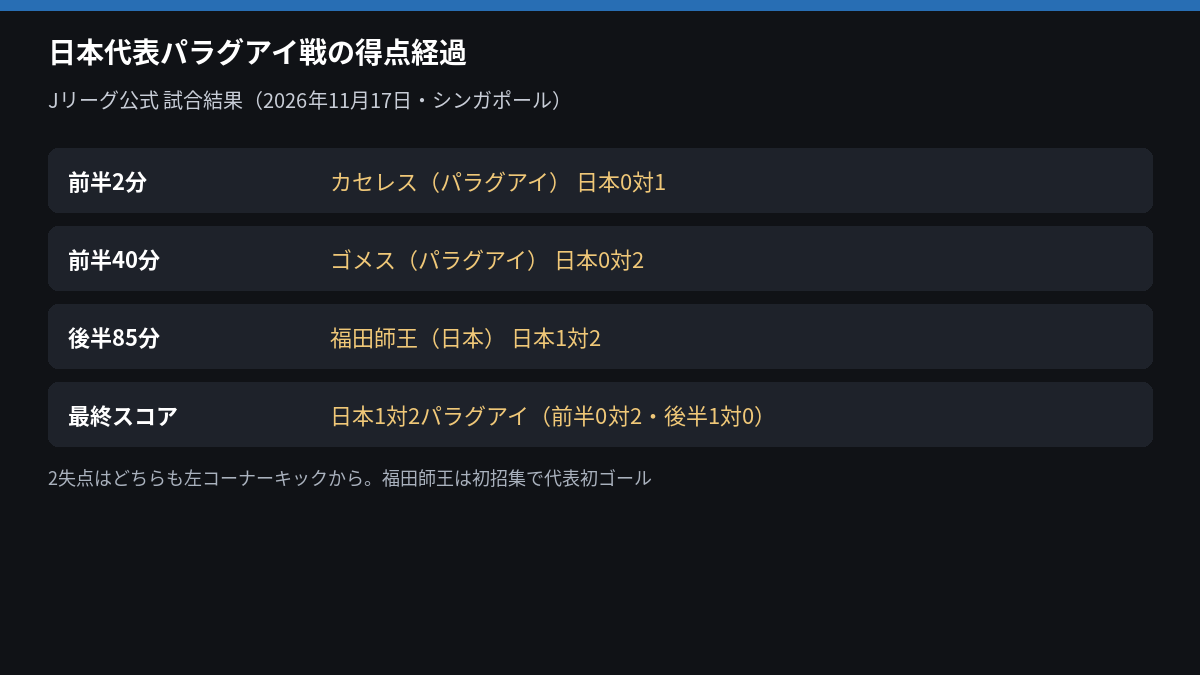 日本代表パラグアイ戦の得点経過
Jリーグ公式 試合結果（2026年11月17日・シンガポール）
前半2分 カセレス（パラグアイ） 日本0対1
前半40分 ゴメス（パラグアイ） 日本0対2
後半85分 福田師王（日本） 日本1対2
最終スコア 日本1対2パラグアイ（前半0対2・後半1対0）
2失点はどちらも左コーナーキックから。福田師王は初招集で代表初ゴール